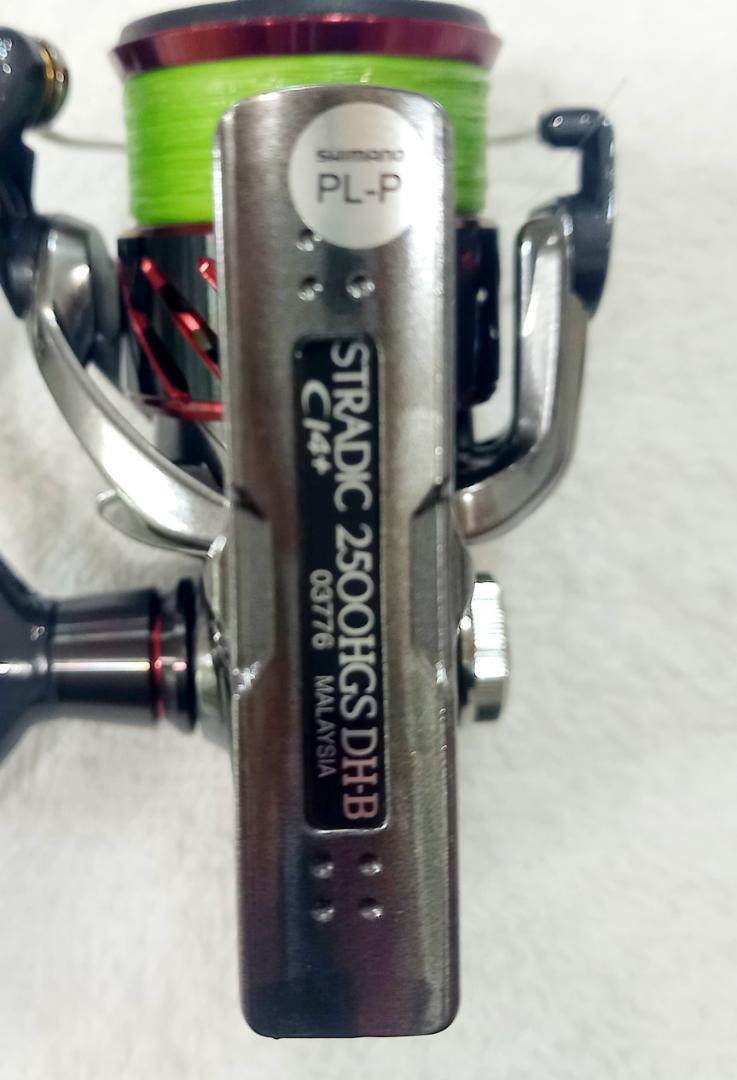 SHIMANO
PL-P
STRADIC 2500HGS DH-B
CI4+
03776 MALAYSIA